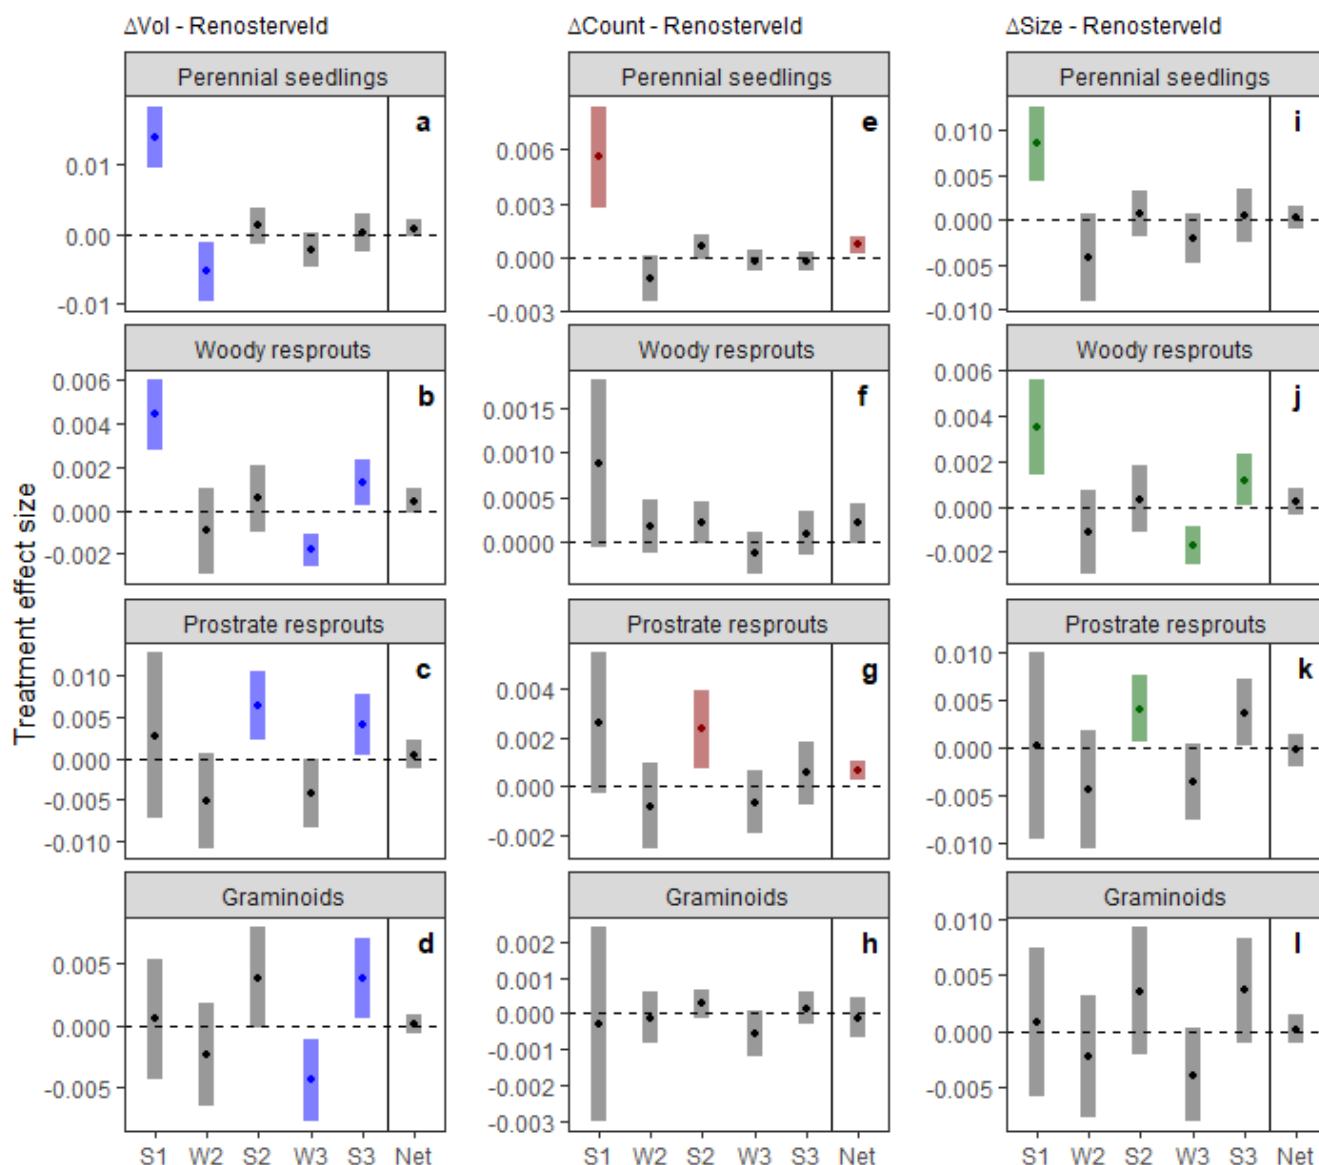 ΔVol - Renosterveld
ΔCount - Renosterveld
ΔSize - Renosterveld
Treatment effect size
Perennial seedlings
a
0.01
0.00
-0.01
Perennial seedlings
e
0.006
0.003
0.000
-0.003
Perennial seedlings
i
0.010
0.005
0.000
-0.005
-0.010
Woody resprouts
b
0.006
0.004
0.002
0.000
-0.002
Woody resprouts
f
0.0015
0.0010
0.0005
0.0000
Woody resprouts
j
0.006
0.004
0.002
0.000
-0.002
Prostrate resprouts
c
0.010
0.005
0.000
-0.005
-0.010
Prostrate resprouts
g
0.004
0.002
0.000
-0.002
Prostrate resprouts
k
0.010
0.005
0.000
-0.005
-0.010
Graminoids
d
0.005
0.000
-0.005
Graminoids
h
0.002
0.001
0.000
-0.001
-0.002
-0.003
Graminoids
l
0.010
0.005
0.000
-0.005
S1 W2 S2 W3 S3 Net
S1 W2 S2 W3 S3 Net
S1 W2 S2 W3 S3 Net